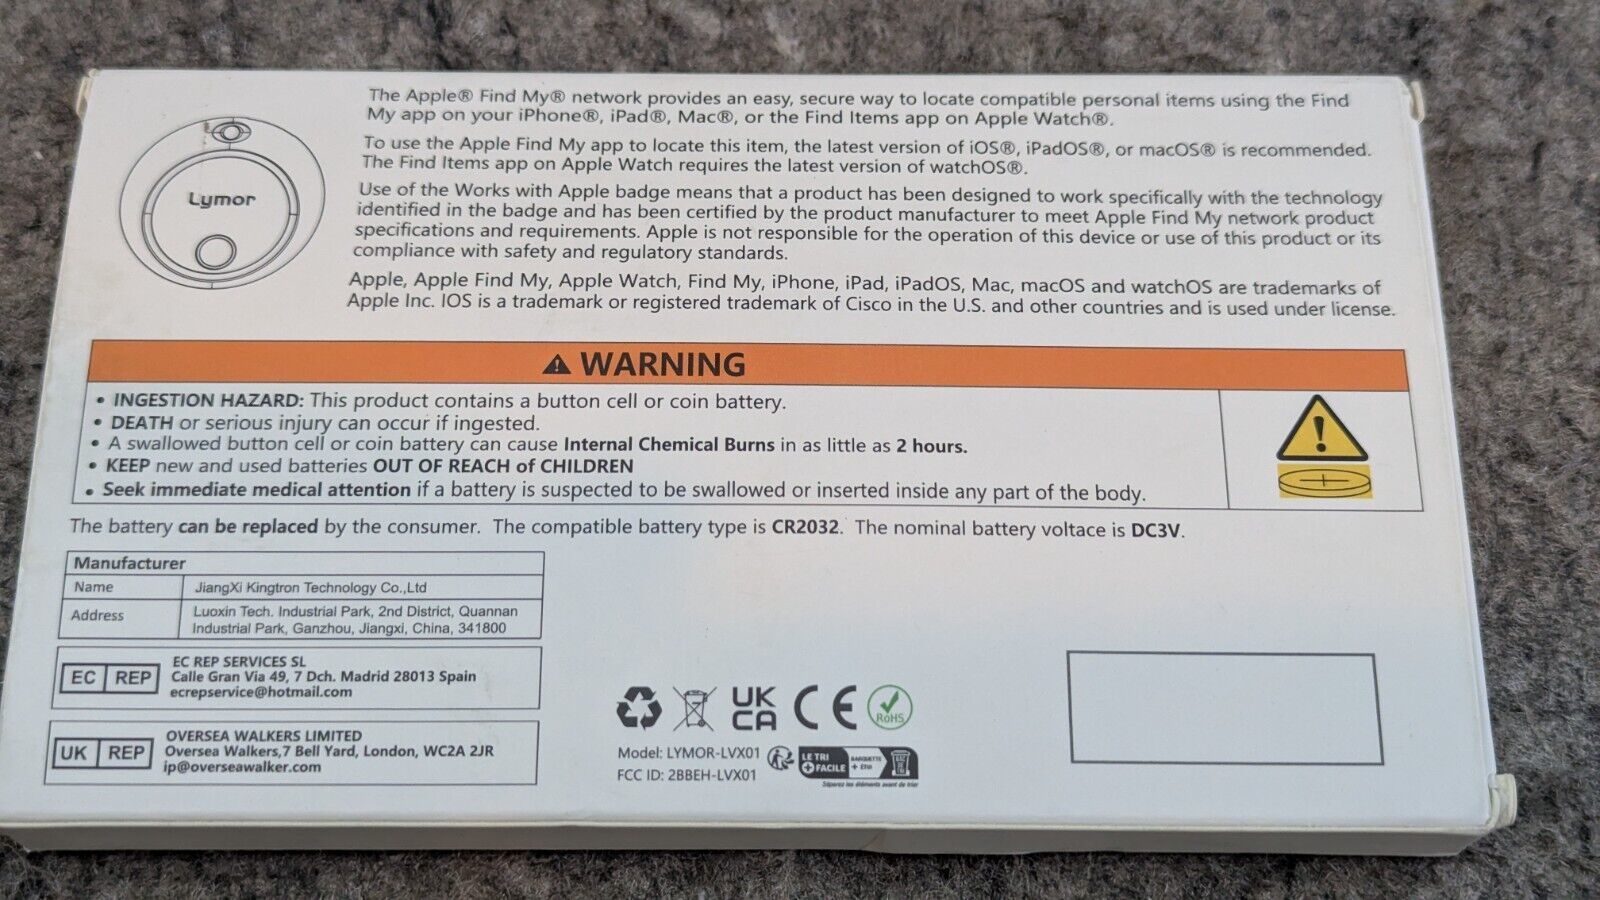 Lymor
The Apple® Find My® network provides an easy, secure way to locate compatible personal items using the Find
My app on your iPhone®, iPad®, Mac®, or the Find Items app on Apple Watch®.
To use the Apple Find My app to locate this item, the latest version of iOS®, iPadOS®, or macOS® is recommended.
The Find Items app on Apple Watch requires the latest version of watchOS®.
Use of the Works with Apple badge means that a product has been designed to work specifically with the technology
identified in the badge and has been certified by the product manufacturer to meet Apple Find My network product
specifications and requirements. Apple is not responsible for the operation of this device or use of this product or its
compliance with safety and regulatory standards.
Apple, Apple Find My, Apple Watch, Find My, iPhone, iPad, iPadOS, Mac, macOS and watchOS are trademarks of
Apple Inc. IOS is a trademark or registered trademark of Cisco in the U.S. and other countries and is used under license.
WARNING
• INGESTION HAZARD: This product contains a button cell or coin battery.
• DEATH or serious injury can occur if ingested.
• A swallowed button cell or coin battery can cause Internal Chemical Burns in as little as 2 hours.
• KEEP new and used batteries OUT OF REACH of CHILDREN
• Seek immediate medical attention if a battery is suspected to be swallowed or inserted inside any part of the body.
The battery can be replaced by the consumer. The compatible battery type is CR2032. The nominal battery voltace is DC3V.
Manufacturer
Name JiangXi Kingtron Technology Co.,Ltd
Address Luoxin Tech. Industrial Park, 2nd District, Quannan
Industrial Park, Ganzhou, Jiangxi, China, 341800
EC REP
EC REP SERVICES SL
Calle Gran Via 49, 7 Dch. Madrid 28013 Spain
ecrepservice@hotmail.com
UK REP
OVERSEA WALKERS LIMITED
Oversea Walkers,7 Bell Yard, London, WC2A 2JR
ip@overseawalker.com
UK
CA
CE
RoHS
Model: LYMOR-LVX01
FCC ID: 2BBEH-LVX01
LE TRI
+ FACILE
BARQUETTE
+ Etui
BAC
DE
TRI
Séparez les éléments avant de trier